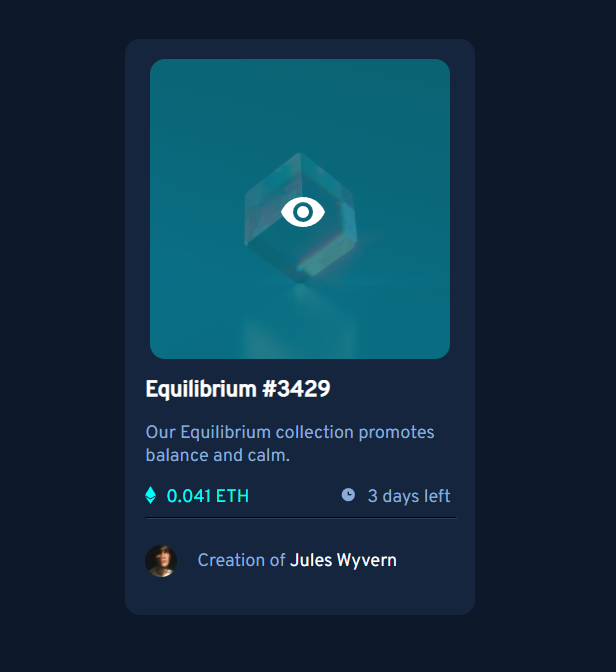 Equilibrium #3429
Our Equilibrium collection promotes
balance and calm.
0.041 ETH 3 days left
Creation of Jules Wyvern